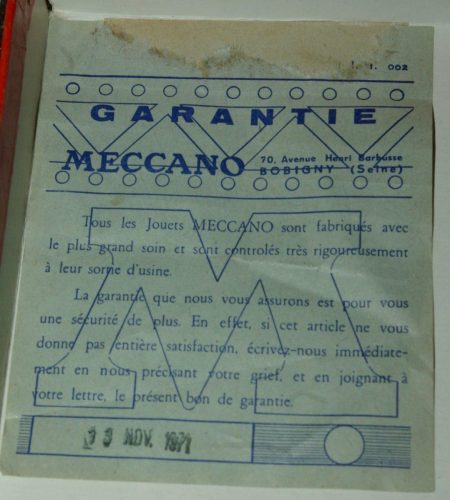 002
GARANTIE
MECCANO
70, Avenue Henri Barbusse
BOBIGNY (Seine)
Tous les Jouets MECCANO sont fabriqués avec
le plus grand soin et sont contrôlés très rigoureusement
à leur sortie d'usine.
La garantie que nous vous assurons est pour vous
une sécurité de plus. En effet, si cet article ne vous
donne pas entière satisfaction, écrivez-nous immédiate-
ment en nous précisant votre grief, et en joignant à
votre lettre, le présent bon de garantie.
NOV. 1971